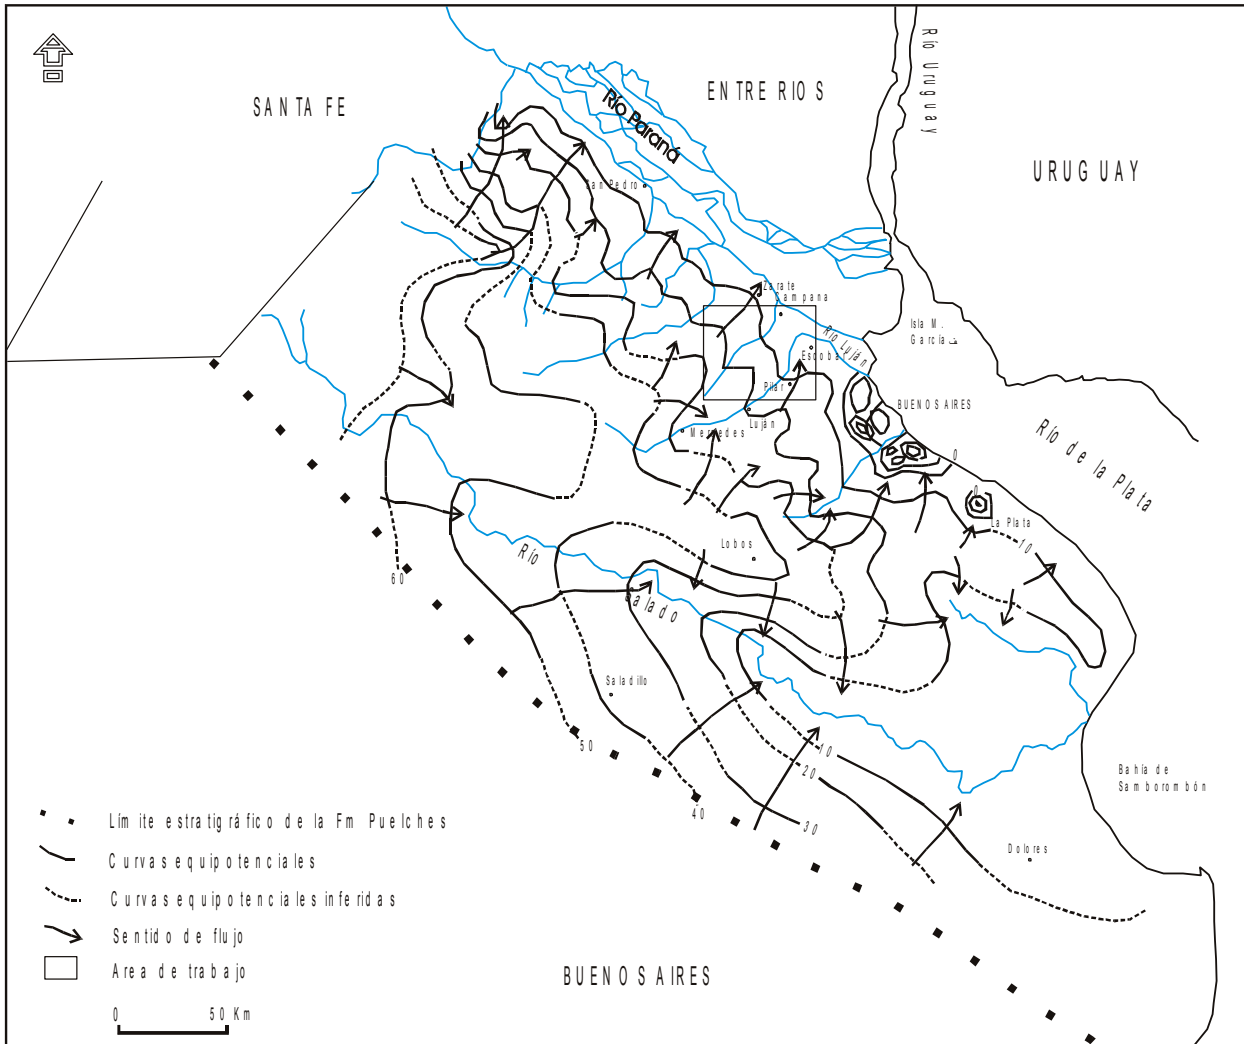 SANTA FE
ENTRE RIOS
Río Uruguay
Río Paraná
URUGUAY
San Pedro
Zarate
Campana
Río Luján
Isla M.
García
Escobar
Pilar
BUENOS AIRES
Luján
Mercedes
Río de la Plata
0
0
La Plata
10
Lobos
Río
Salado
60
Saladillo
50
10
20
40
30
Bahía de
Samborombón
Dolores
Límite estratigráfico de la Fm Puelches
Curvas equipotenciales
Curvas equipotenciales inferidas
Sentido de flujo
Area de trabajo
0 50 Km
BUENOS AIRES